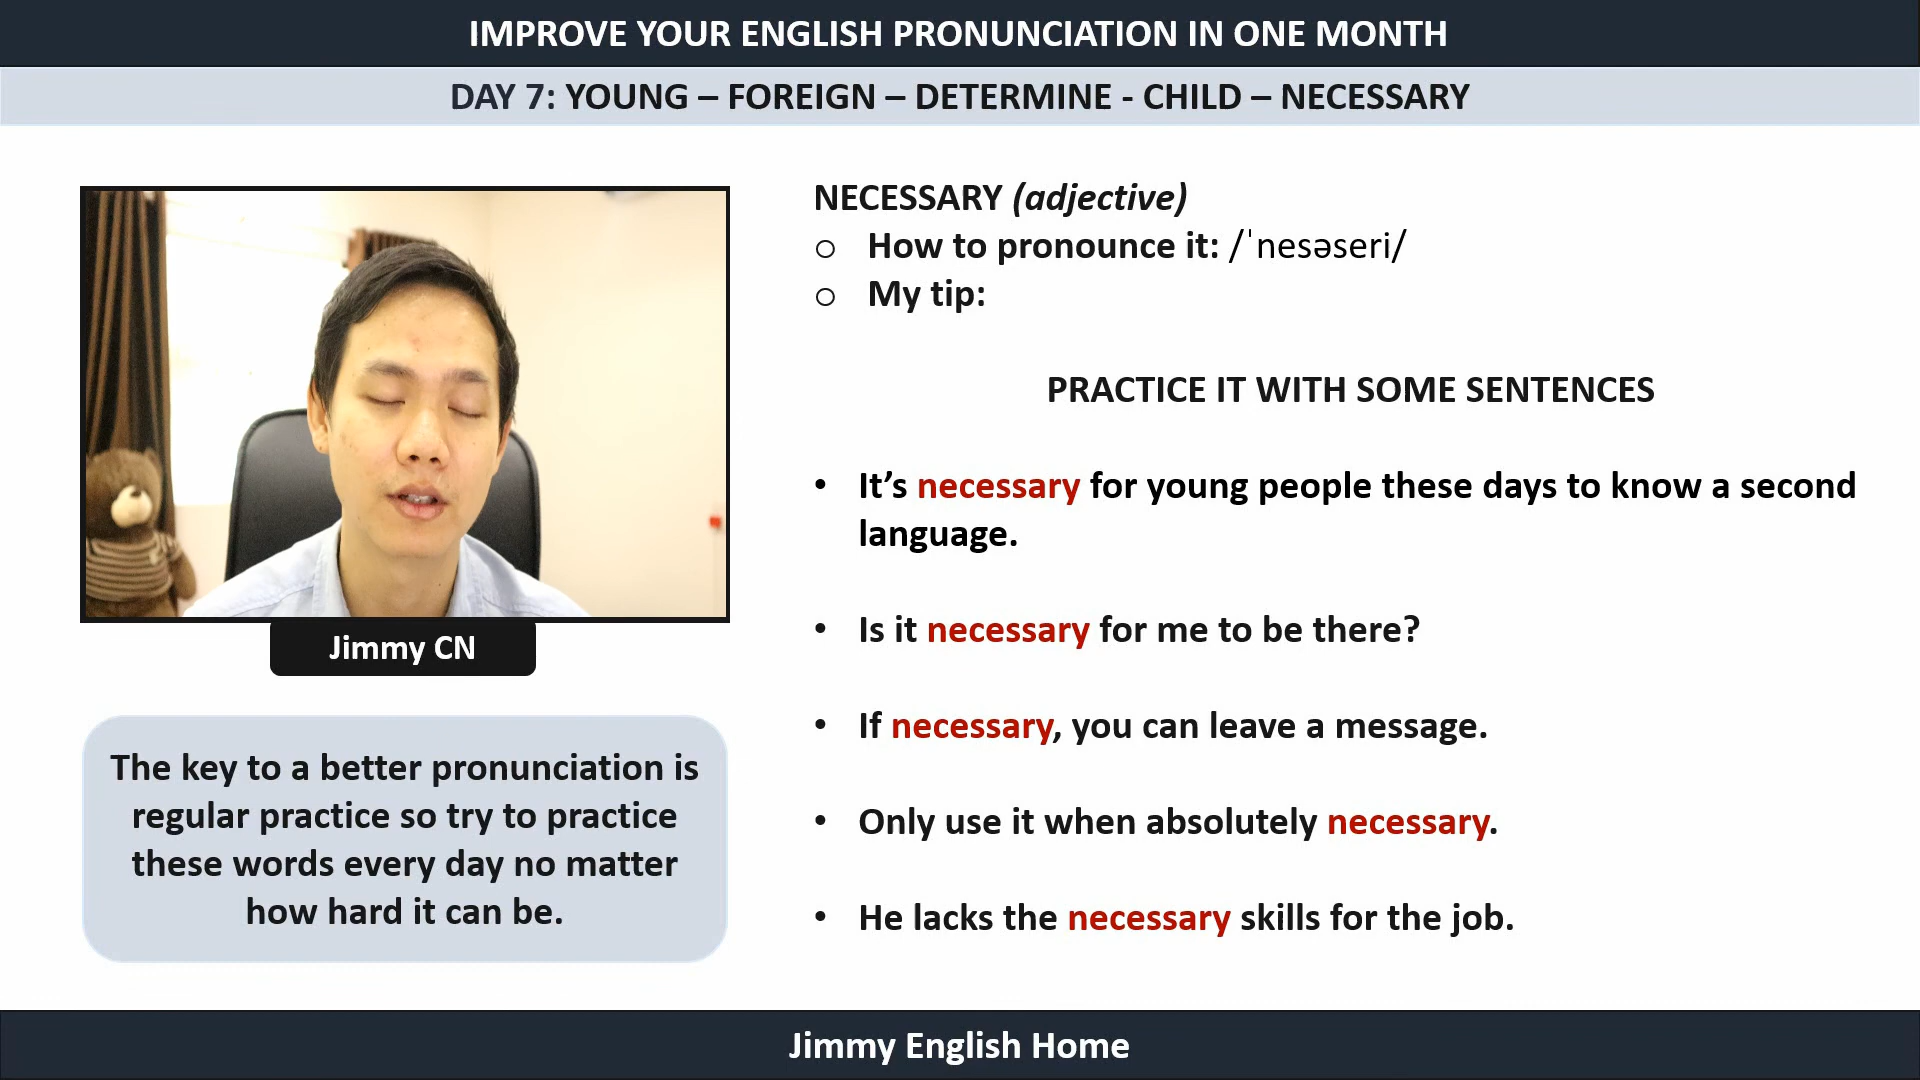 IMPROVE YOUR ENGLISH PRONUNCIATION IN ONE MONTH
DAY 7: YOUNG – FOREIGN – DETERMINE - CHILD – NECESSARY
NECESSARY (adjective)
o How to pronounce it: /ˈnesəseri/
o My tip:
PRACTICE IT WITH SOME SENTENCES
• It’s necessary for young people these days to know a second
language.
• Is it necessary for me to be there?
• If necessary, you can leave a message.
• Only use it when absolutely necessary.
• He lacks the necessary skills for the job.
Jimmy CN
The key to a better pronunciation is
regular practice so try to practice
these words every day no matter
how hard it can be.
Jimmy English Home